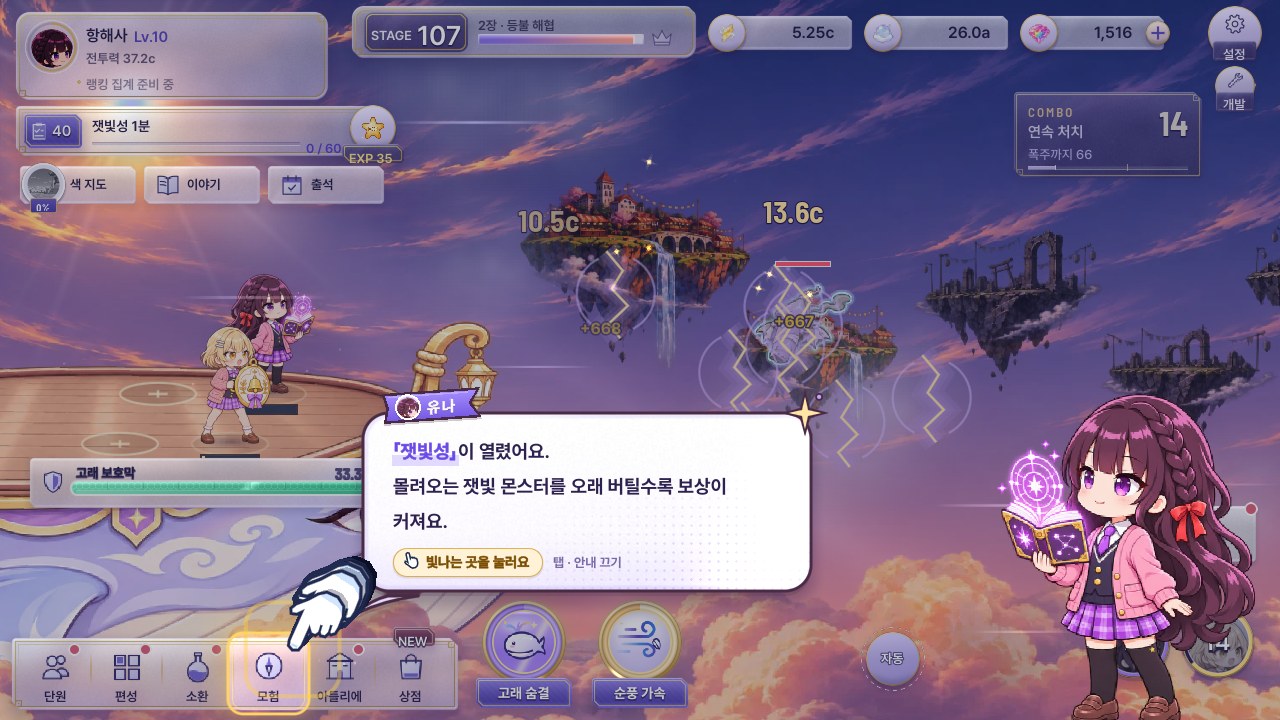 항해사 Lv.10
전투력 37.2c
랭킹 집계 준비 중
STAGE 107
2장 · 등불 해협
5.25c
26.0a
1,516
설정
개발
40
잿빛성 1분
0 / 60
EXP 35
색 지도
0%
이야기
출석
COMBO
연속 처치
14
폭주까지 66
10.5c
13.6c
+668
+667
고래 보호막
33.3
유나
「잿빛성」이 열렸어요.
몰려오는 잿빛 몬스터를 오래 버틸수록 보상이
커져요.
빛나는 곳을 눌러요
탭 · 안내 끄기
단원
편성
소환
모험
아틀리에
NEW
상점
고래 숨결
순풍 가속
자동